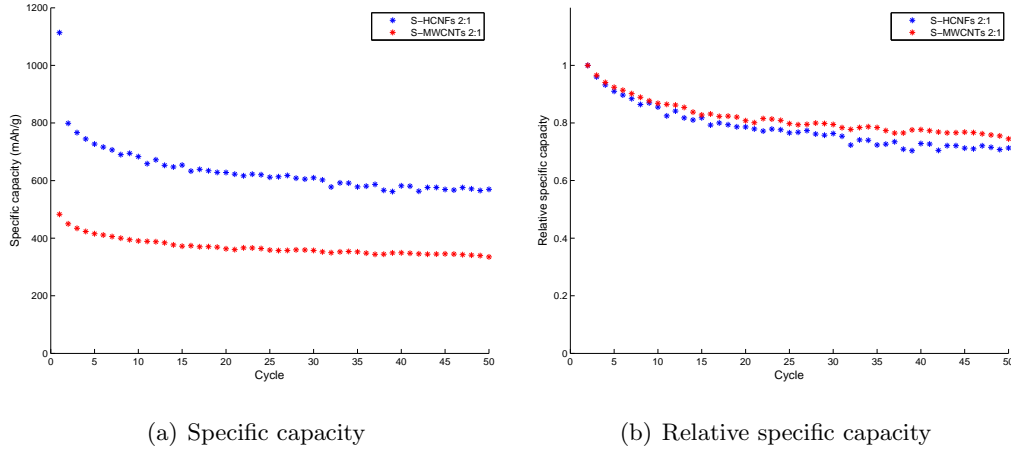 1200
1000
800
600
400
200
0
Specific capacity (mAh/g)
0 5 10 15 20 25 30 35 40 45 50
Cycle
S−HCNFs 2:1
S−MWCNTs 2:1
(a) Specific capacity
1
0.8
0.6
0.4
0.2
0
Relative specific capacity
0 5 10 15 20 25 30 35 40 45 50
Cycle
S−HCNFs 2:1
S−MWCNTs 2:1
(b) Relative specific capacity